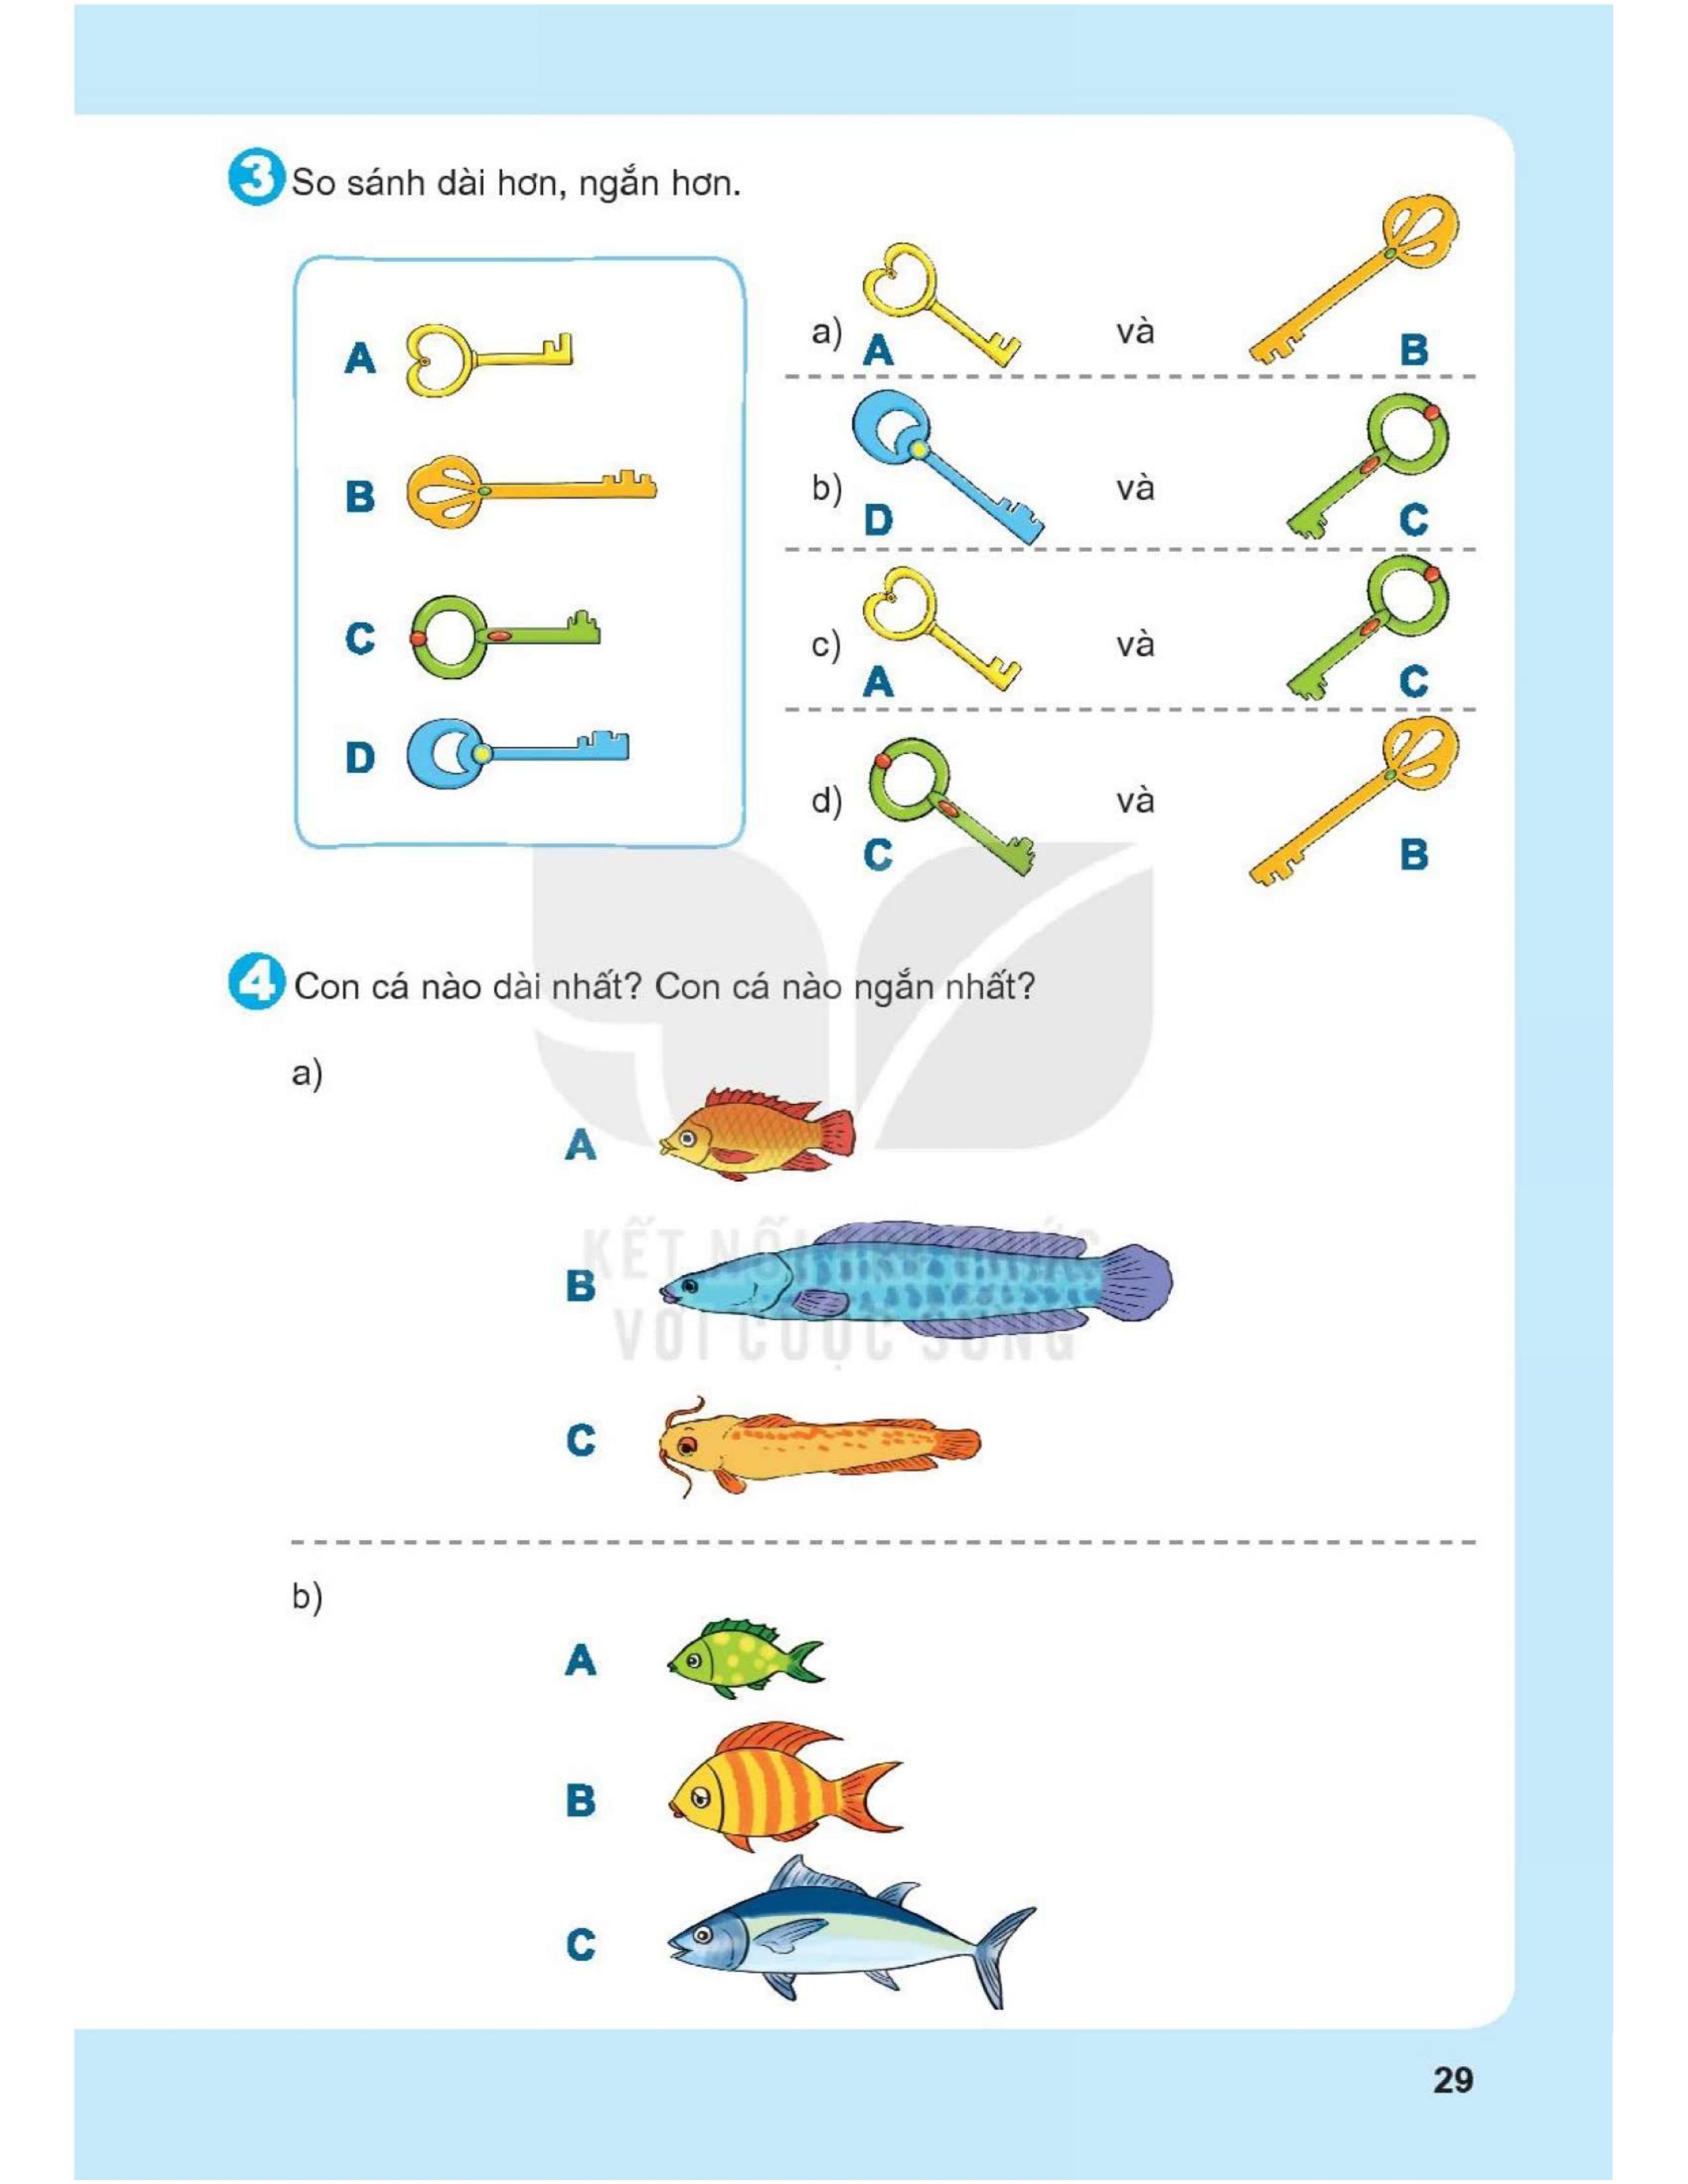 3 So sánh dài hơn, ngắn hơn.
A
B
C
D
a) A và B
b) D và C
c) A và C
d) C và B
4 Con cá nào dài nhất? Con cá nào ngắn nhất?
a)
A
KẾT NỐI TRI THỨC
B
VỚI CUỘC SỐNG
C
b)
A
B
C
29